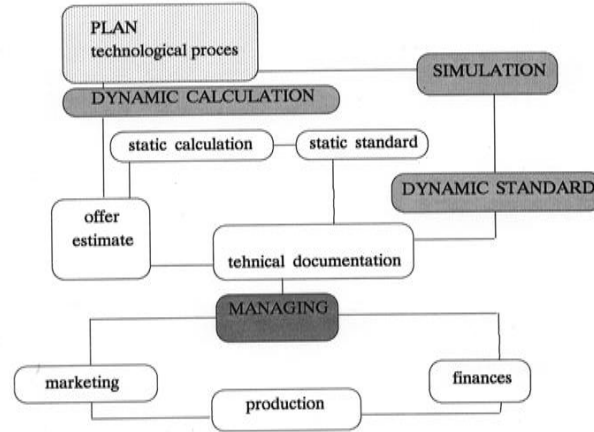 PLAN
technological proces
SIMULATION
DYNAMIC CALCULATION
static calculation
static standard
DYNAMIC STANDARD
offer
estimate
tehnical documentation
MANAGING
marketing
finances
production